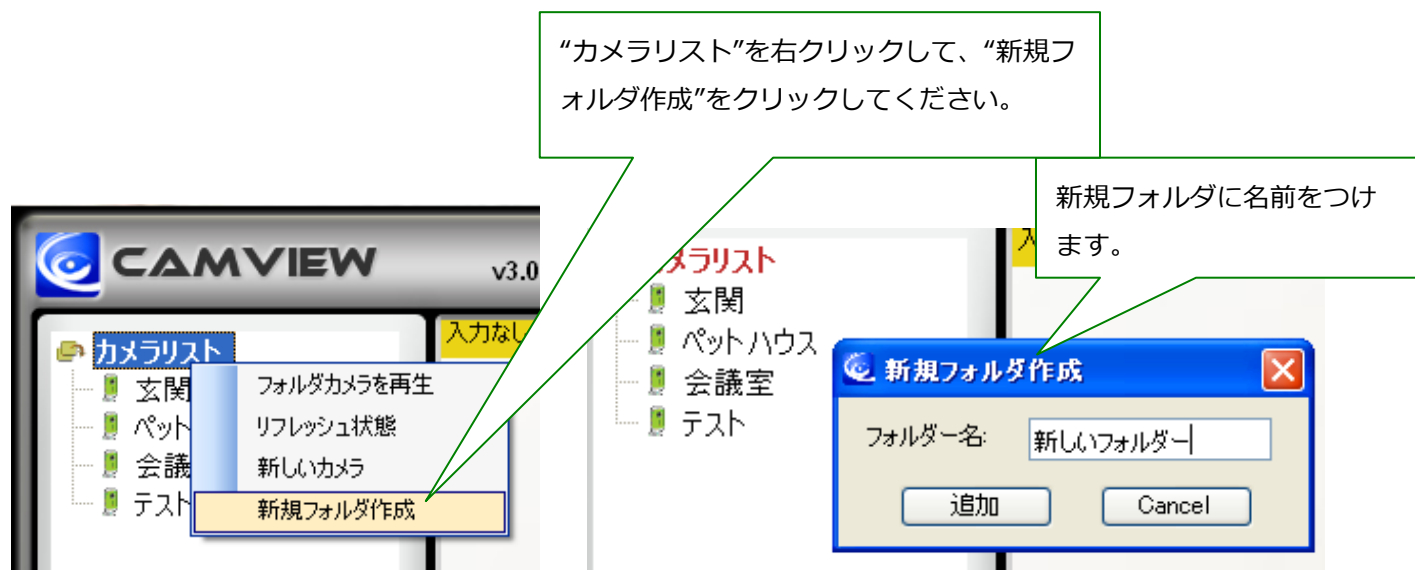 “カメラリスト”を右クリックして、“新規フ
ォルダ作成”をクリックしてください。
新規フォルダに名前をつけ
ます。
CAMVIEW
v3.0
カメラリスト
玄関
ペット
会議
テスト
入力なし
フォルダカメラを再生
リフレッシュ状態
新しいカメラ
新規フォルダ作成
メラリスト
玄関
ペット ハウス
会議室
テスト
入
新規フォルダ作成
フォルダー名:
新しいフォルダー
追加
Cancel